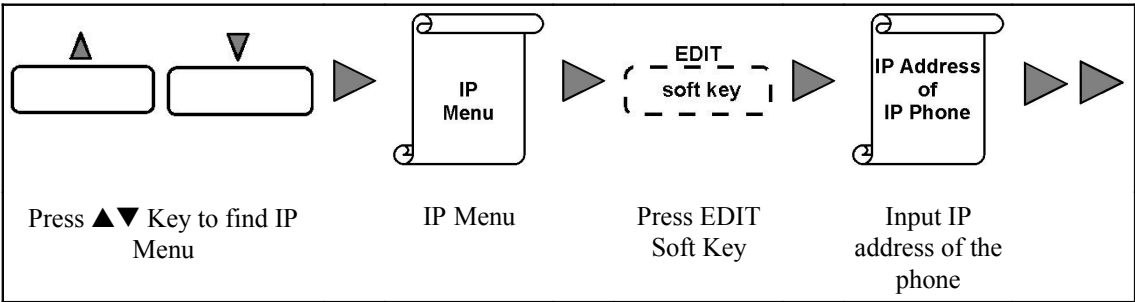 IP
Menu
EDIT
soft key
IP Address
of
IP Phone
Press ▲▼ Key to find IP
Menu
IP Menu
Press EDIT
Soft Key
Input IP
address of the
phone